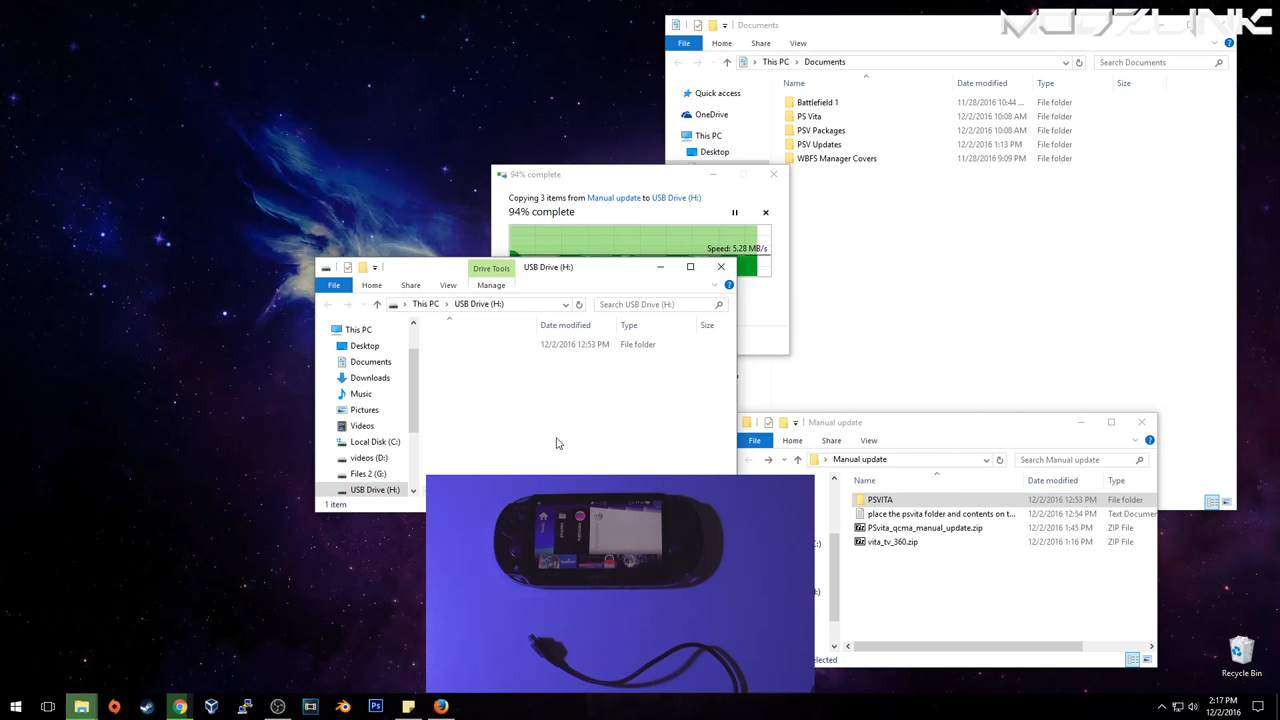 MODZLINK
Documents
File
Home
Share
View
This PC
Documents
Search Documents
Name
Date modified
Type
Size
Quick access
OneDrive
This PC
Desktop
Battlefield 1
11/28/2016 10:44 ...
File folder
PS Vita
12/2/2016 10:08 AM
File folder
PSV Packages
12/2/2016 10:08 AM
File folder
PSV Updates
12/2/2016 1:13 PM
File folder
WBFS Manager Covers
11/28/2016 9:09 PM
File folder
94% complete
Copying 3 items from Manual update to USB Drive (H:)
94% complete
Speed: 5.28 MB/s
Drive Tools
USB Drive (H:)
File
Home
Share
View
Manage
This PC
USB Drive (H:)
Search USB Drive (H:)
Date modified
Type
Size
12/2/2016 12:53 PM
File folder
This PC
Desktop
Documents
Downloads
Music
Pictures
Videos
Local Disk (C:)
videos (D:)
Files 2 (G:)
USB Drive (H:)
1 item
Manual update
File
Home
Share
View
Manual update
Search Manual update
Name
Date modified
Type
PSVITA
12/2/2016 12:53 PM
File folder
place the psvita folder and contents on t...
12/2/2016 12:54 PM
Text Documen
PSvita_qcma_manual_update.zip
12/2/2016 1:45 PM
ZIP File
vita_tv_360.zip
12/2/2016 1:16 PM
ZIP File
elected
Recycle Bin
2:17 PM
12/2/2016